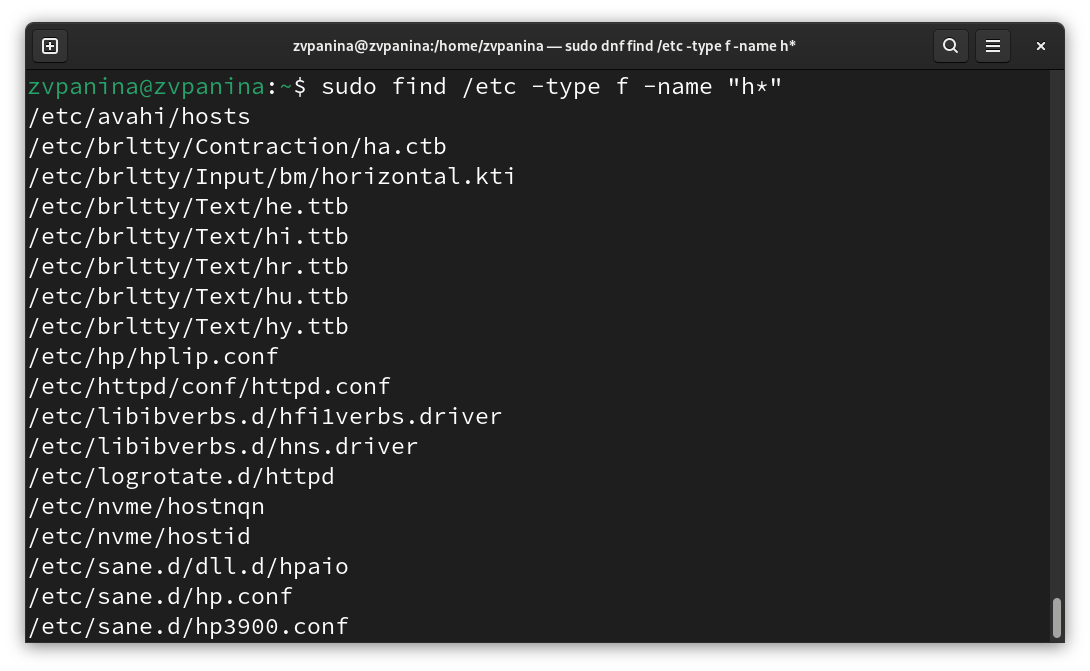 zvpanina@zvpanina:/home/zvpanina — sudo dnf find /etc -type f -name h*
zvpanina@zvpanina:~$ sudo find /etc -type f -name "h*"
/etc/avahi/hosts
/etc/brltty/Contraction/ha.ctb
/etc/brltty/Input/bm/horizontal.kti
/etc/brltty/Text/he.ttb
/etc/brltty/Text/hi.ttb
/etc/brltty/Text/hr.ttb
/etc/brltty/Text/hu.ttb
/etc/brltty/Text/hy.ttb
/etc/hp/hplip.conf
/etc/httpd/conf/httpd.conf
/etc/libibverbs.d/hfi1verbs.driver
/etc/libibverbs.d/hns.driver
/etc/logrotate.d/httpd
/etc/nvme/hostnqn
/etc/nvme/hostid
/etc/sane.d/dll.d/hpaio
/etc/sane.d/hp.conf
/etc/sane.d/hp3900.conf